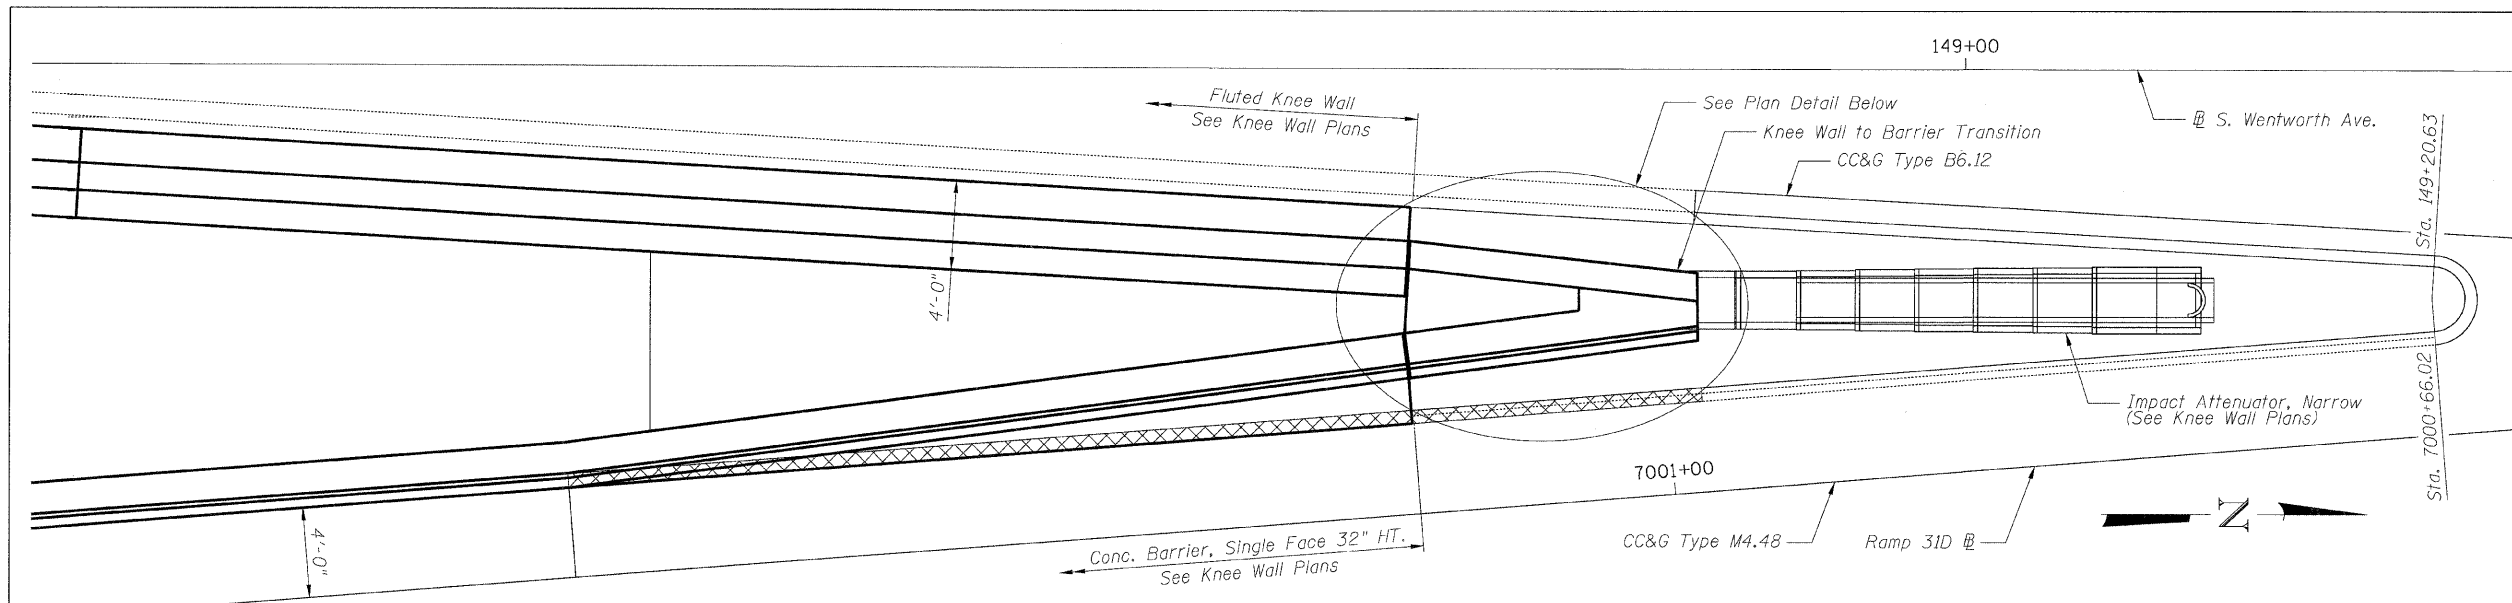 149+00
Fluted Knee Wall
See Knee Wall Plans
See Plan Detail Below
Knee Wall to Barrier Transition
CC&G Type B6.12
℄ S. Wentworth Ave.
Sta. 149+20.63
4'-0"
Impact Attenuator, Narrow
(See Knee Wall Plans)
Sta. 7000+66.02
7001+00
4'-0"
Conc. Barrier, Single Face 32" HT.
See Knee Wall Plans
CC&G Type M4.48
Ramp 31D ℄
N